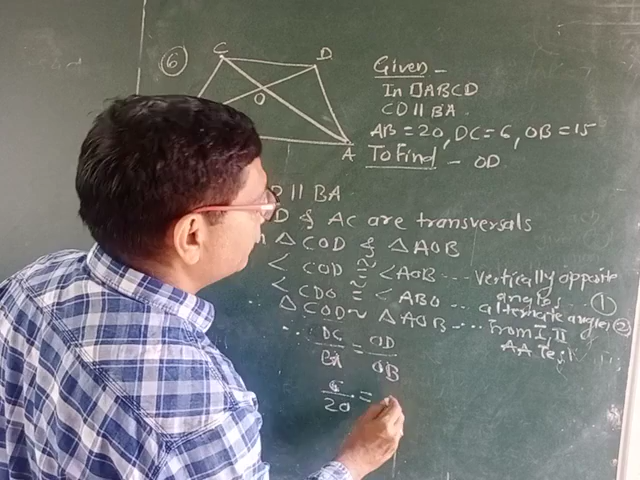 6
C
D
O
A
Given -
In □ABCD
CD || BA.
AB = 20, DC = 6, OB = 15
To Find - OD
|| BA
& AC are transversals
△ COD & △AOB
< COD ≅ <AOB --- vertically opposite angles --- ①
< CDO ≅ < ABO --- alternate angles ②
△ COD ~ △ AOB --- From I, II & AA Test
DC/BA = OD/OB
6/20 =